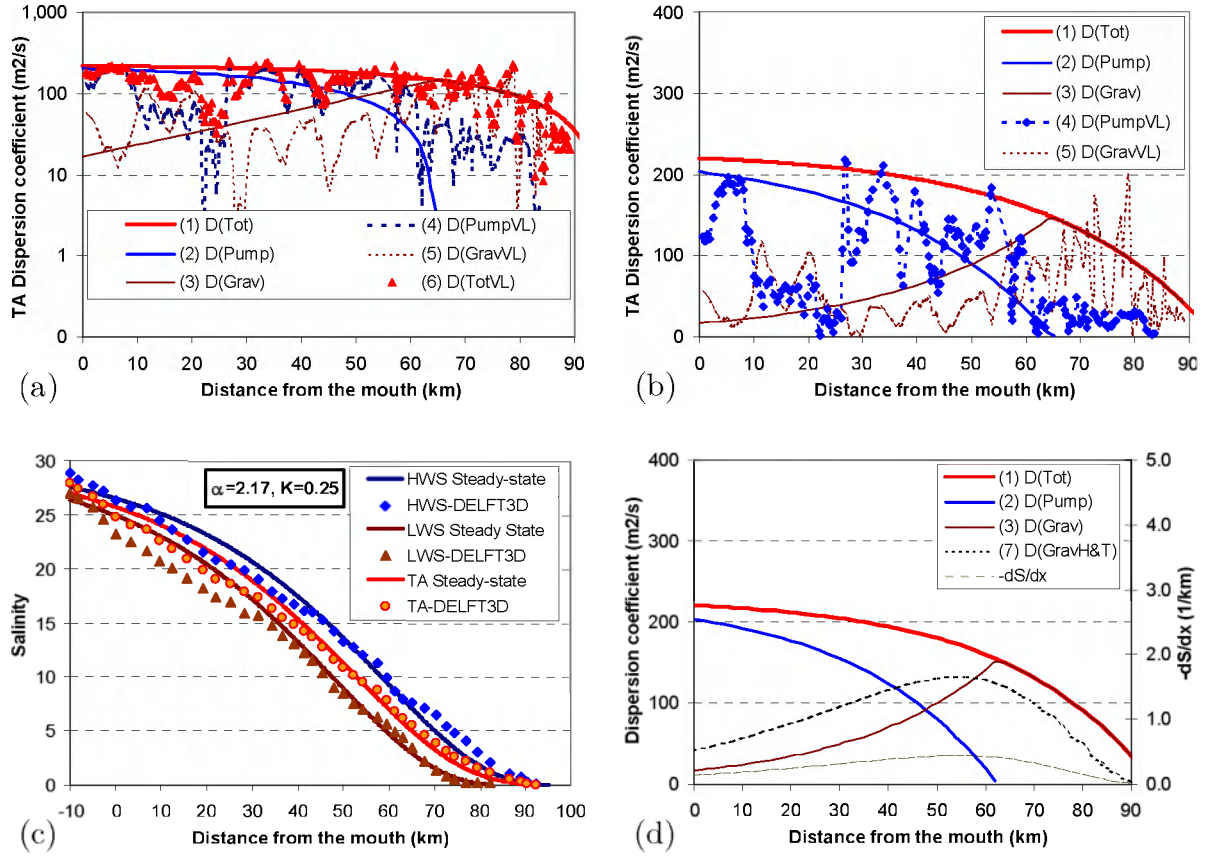 1,000
100
10
1
0
TA Dispersion coefficient (m2/s)
(1) D(Tot)
(2) D(Pump)
(3) D(Grav)
(4) D(PumpVL)
(5) D(GravVL)
(6) D(TotVL)
0 10 20 30 40 50 60 70 80 90
Distance from the mouth (km)
(a)
400
300
200
100
0
TA Dispersion coefficient (m2/s)
(1) D(Tot)
(2) D(Pump)
(3) D(Grav)
(4) D(PumpVL)
(5) D(GravVL)
0 10 20 30 40 50 60 70 80 90
Distance from the mouth (km)
(b)
30
25
20
15
10
5
0
Salinity
α=2.17, K=0.25
HWS Steady-state
HWS-DELFT3D
LWS Steady State
LWS-DELFT3D
TA Steady-state
TA-DELFT3D
-10 0 10 20 30 40 50 60 70 80 90 100
Distance from the mouth (km)
(c)
400
300
200
100
0
Dispersion coefficient (m2/s)
(1) D(Tot)
(2) D(Pump)
(3) D(Grav)
(7) D(GravH&T)
-dS/dx
5.0
4.0
3.0
2.0
1.0
0.0
-dS/dx (1/km)
0 10 20 30 40 50 60 70 80 90
Distance from the mouth (km)
(d)